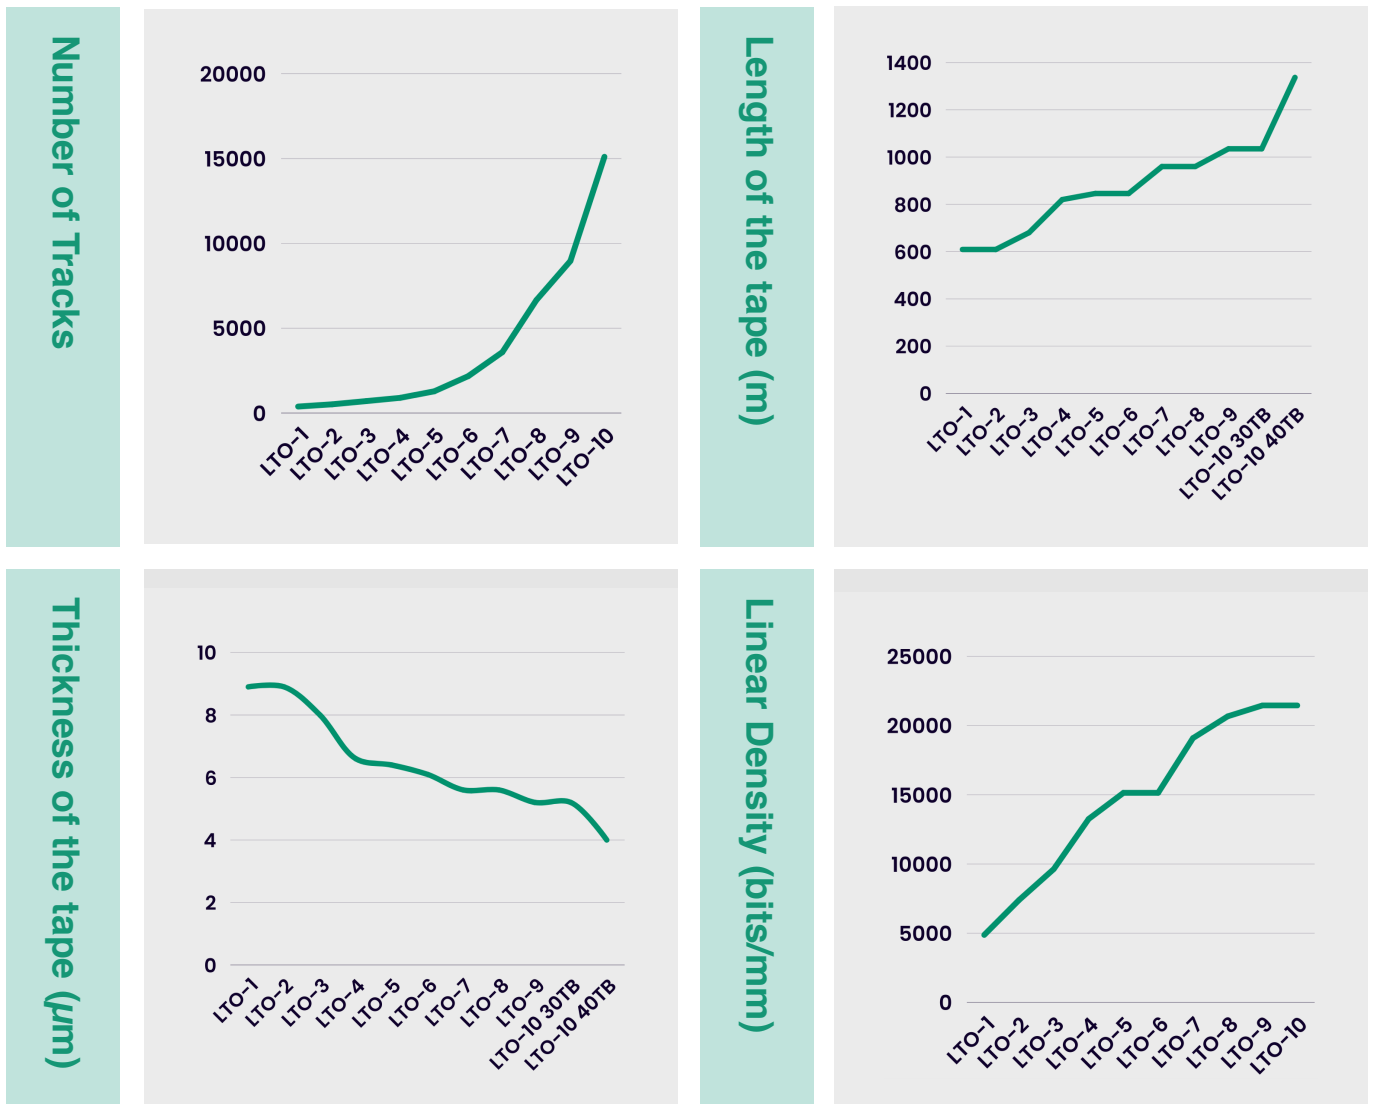 Number of Tracks
20000
15000
10000
5000
0
LTO-1
LTO-2
LTO-3
LTO-4
LTO-5
LTO-6
LTO-7
LTO-8
LTO-9
LTO-10
Length of the tape (m)
1400
1200
1000
800
600
400
200
0
LTO-1
LTO-2
LTO-3
LTO-4
LTO-5
LTO-6
LTO-7
LTO-8
LTO-9
LTO-10 30TB
LTO-10 40TB
Thickness of the tape (μm)
10
8
6
4
2
0
LTO-1
LTO-2
LTO-3
LTO-4
LTO-5
LTO-6
LTO-7
LTO-8
LTO-9
LTO-10 30TB
LTO-10 40TB
Linear Density (bits/mm)
25000
20000
15000
10000
5000
0
LTO-1
LTO-2
LTO-3
LTO-4
LTO-5
LTO-6
LTO-7
LTO-8
LTO-9
LTO-10